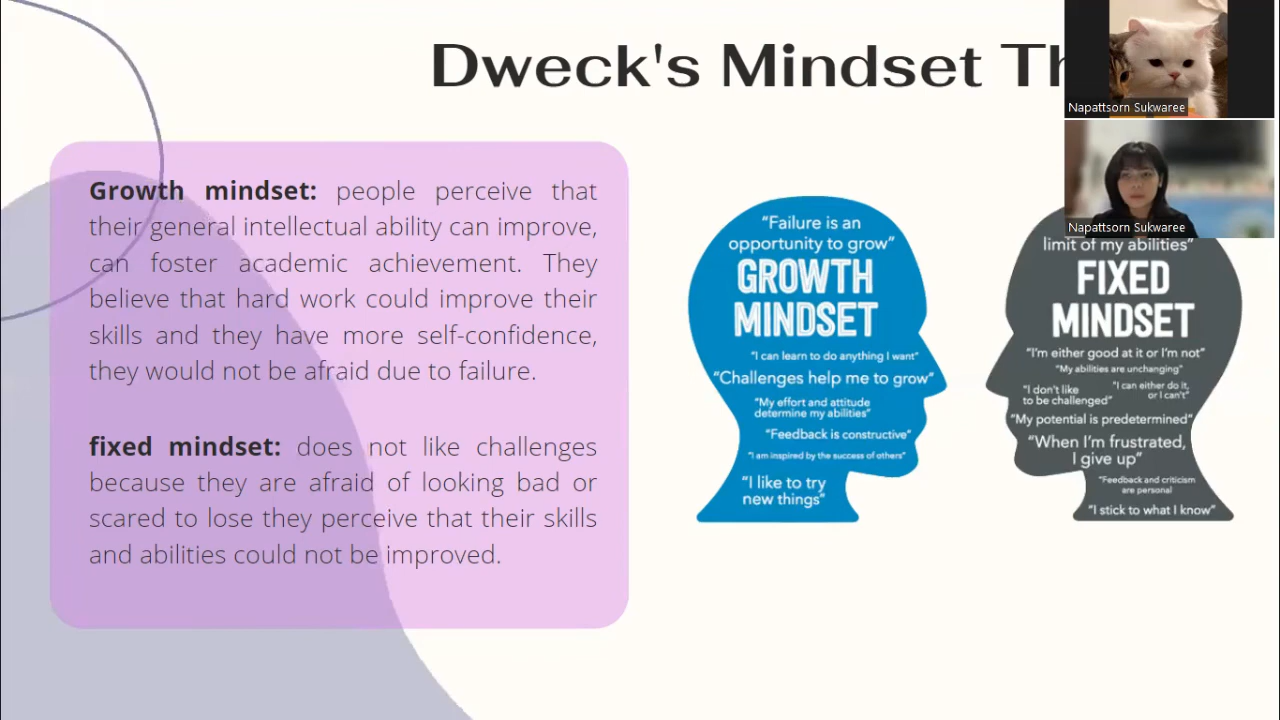 Dweck's Mindset
Napattsorn Sukwaree
Napattsorn Sukwaree
Growth mindset: people perceive that
their general intellectual ability can improve,
can foster academic achievement. They
believe that hard work could improve their
skills and they have more self-confidence,
they would not be afraid due to failure.
fixed mindset: does not like challenges
because they are afraid of looking bad or
scared to lose they perceive that their skills
and abilities could not be improved.
“Failure is an
opportunity to grow”
GROWTH
MINDSET
“I can learn to do anything I want”
“Challenges help me to grow”
“My effort and attitude
determine my abilities”
“Feedback is constructive”
“I am inspired by the success of others”
“I like to try
new things”
limit of my abilities”
FIXED
MINDSET
“I'm either good at it or I'm not”
“My abilities are unchanging”
“I don't like
to be challenged”
“I can either do it,
or I can't”
“My potential is predetermined”
“When I'm frustrated,
I give up”
“Feedback and criticism
are personal
“I stick to what I know”